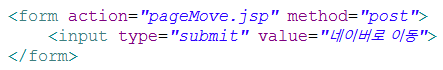 <form action="pageMove.jsp" method="post">
<input type="submit" value="네이버로 이동">
</form>